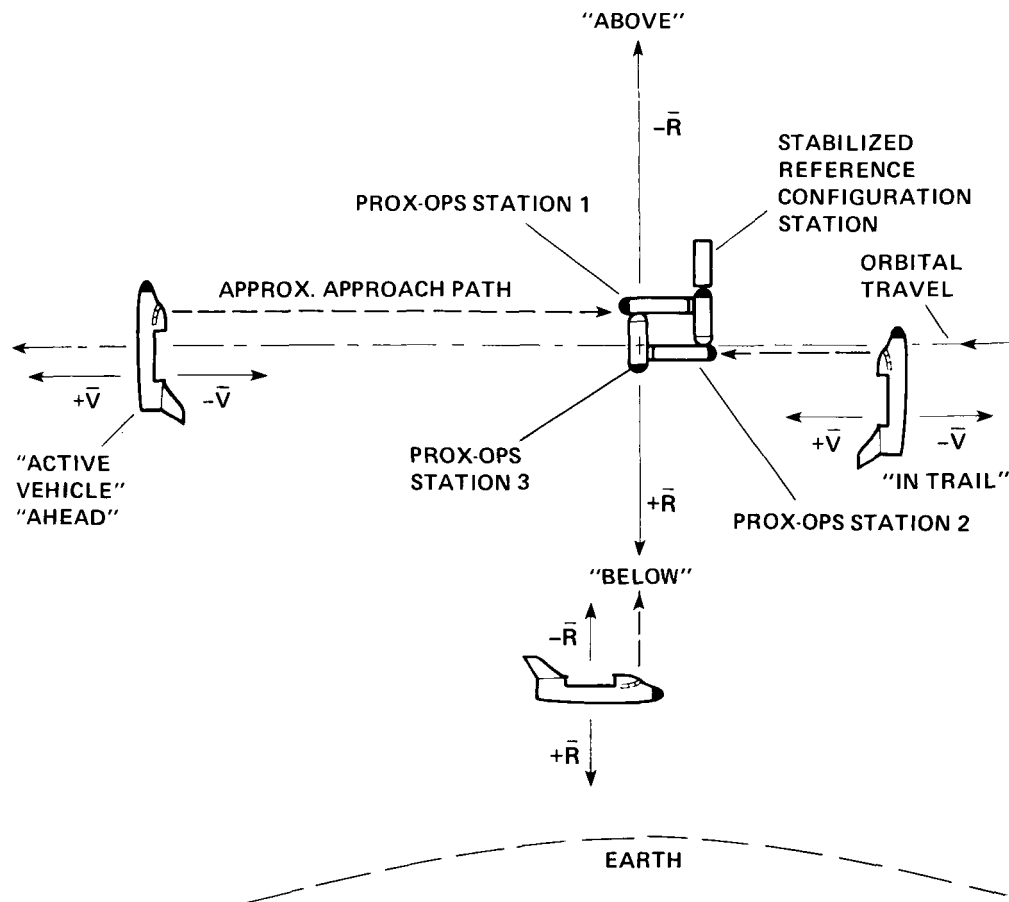 "ABOVE"
–R̄
STABILIZED
REFERENCE
CONFIGURATION
STATION
PROX-OPS STATION 1
ORBITAL
TRAVEL
APPROX. APPROACH PATH
+V̄
–V̄
+V̄
–V̄
"ACTIVE
VEHICLE"
"AHEAD"
PROX-OPS
STATION 3
"IN TRAIL"
+R̄
PROX-OPS STATION 2
"BELOW"
–R̄
+R̄
EARTH